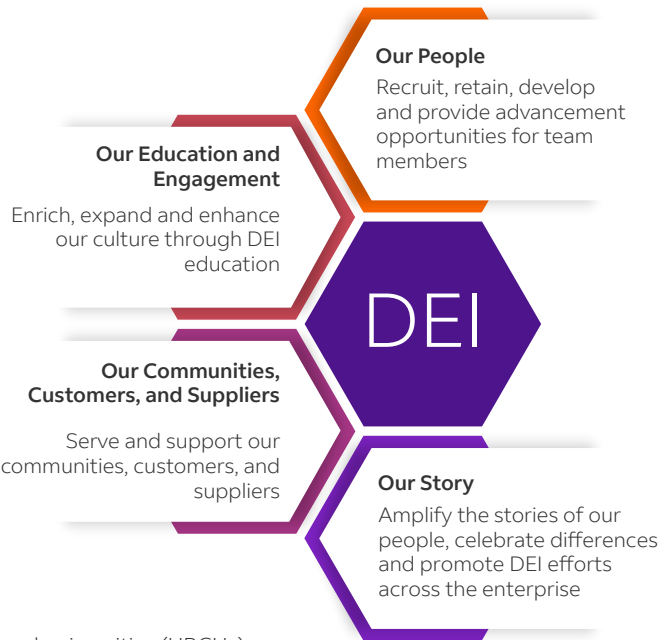 Our People
Recruit, retain, develop
and provide advancement
opportunities for team
members
Our Education and
Engagement
Enrich, expand and enhance
our culture through DEI
education
DEI
Our Communities,
Customers, and Suppliers
Serve and support our
communities, customers, and
suppliers
Our Story
Amplify the stories of our
people, celebrate differences
and promote DEI efforts
across the enterprise